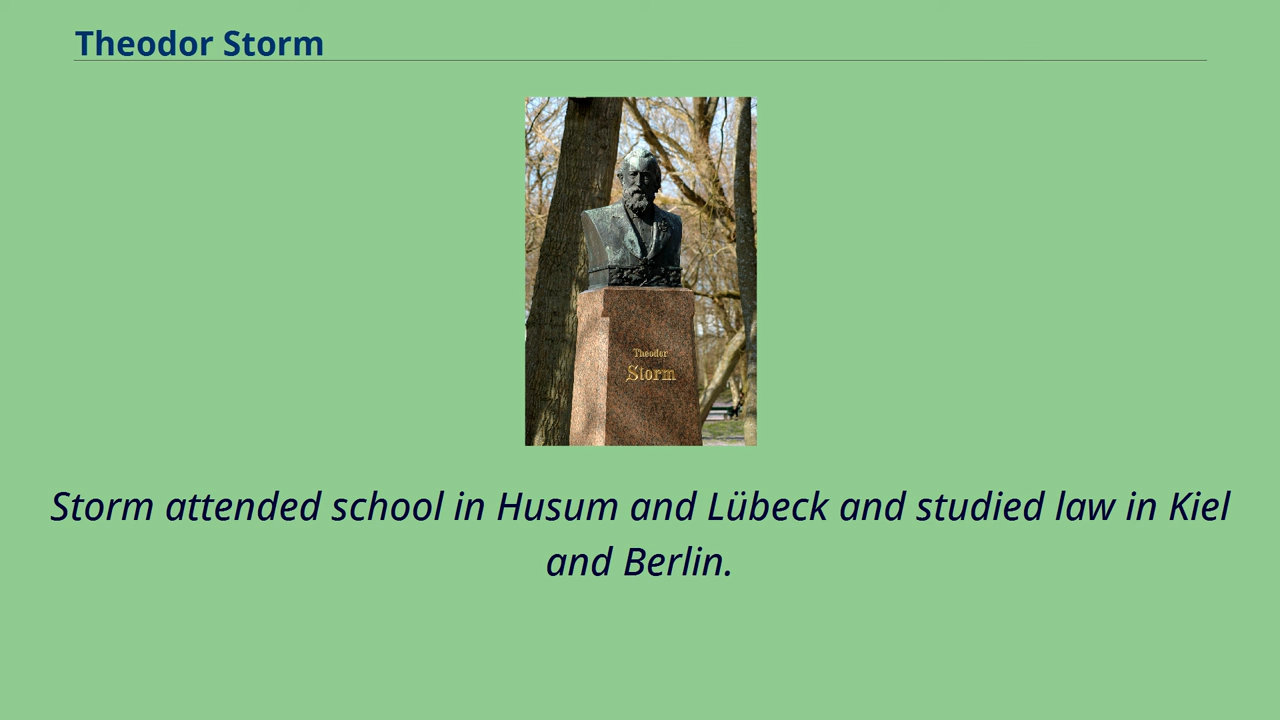 Theodor Storm
Theodor
Storm
Storm attended school in Husum and Lübeck and studied law in Kiel
and Berlin.